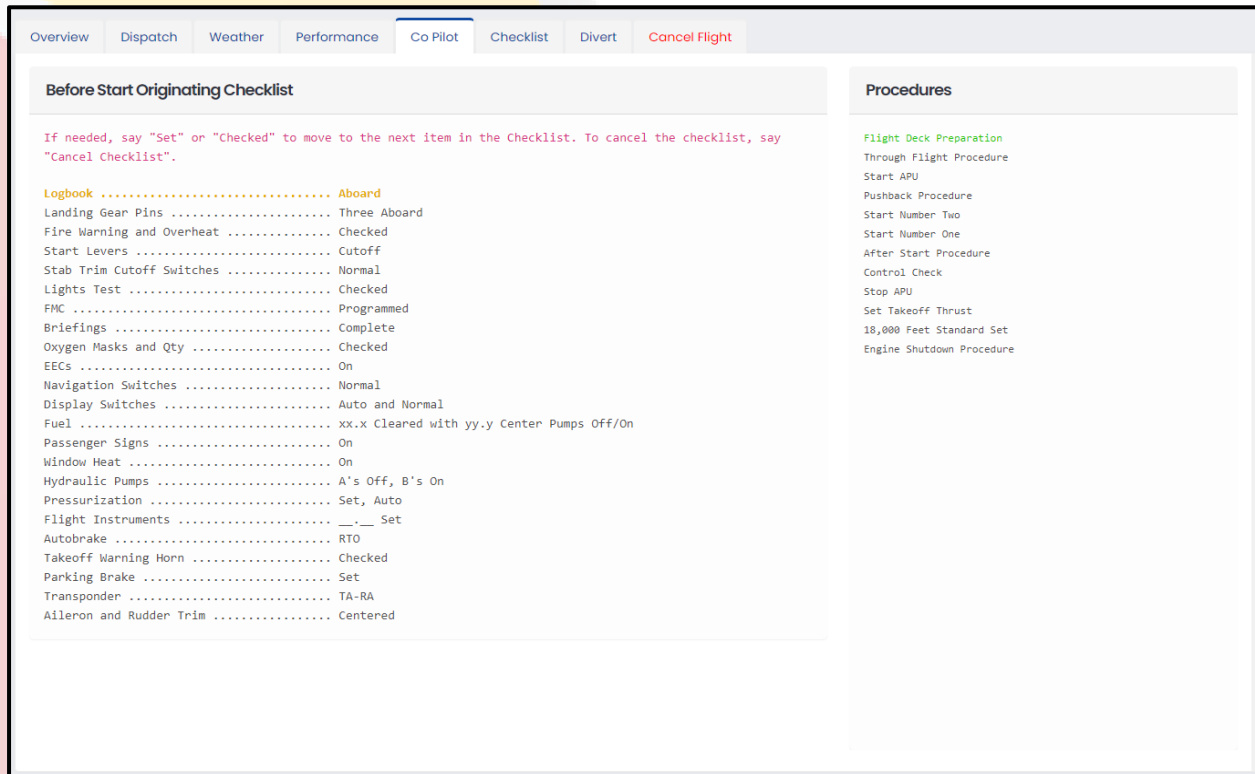 Overview Dispatch Weather Performance Co Pilot Checklist Divert Cancel Flight
Before Start Originating Checklist
If needed, say "Set" or "Checked" to move to the next item in the Checklist. To cancel the checklist, say
"Cancel Checklist".
Logbook ................................. Aboard
Landing Gear Pins ....................... Three Aboard
Fire Warning and Overheat ............... Checked
Start Levers ............................ Cutoff
Stab Trim Cutoff Switches ............... Normal
Lights Test ............................. Checked
FMC ..................................... Programmed
Briefings ............................... Complete
Oxygen Masks and Qty .................... Checked
EECs .................................... On
Navigation Switches ..................... Normal
Display Switches ........................ Auto and Normal
Fuel .................................... xx.x Cleared with yy.y Center Pumps Off/On
Passenger Signs ......................... On
Window Heat ............................. On
Hydraulic Pumps ......................... A's Off, B's On
Pressurization .......................... Set, Auto
Flight Instruments ...................... __.__ Set
Autobrake ............................... RTO
Takeoff Warning Horn .................... Checked
Parking Brake ........................... Set
Transponder ............................. TA-RA
Aileron and Rudder Trim ................. Centered
Procedures
Flight Deck Preparation
Through Flight Procedure
Start APU
Pushback Procedure
Start Number Two
Start Number One
After Start Procedure
Control Check
Stop APU
Set Takeoff Thrust
18,000 Feet Standard Set
Engine Shutdown Procedure